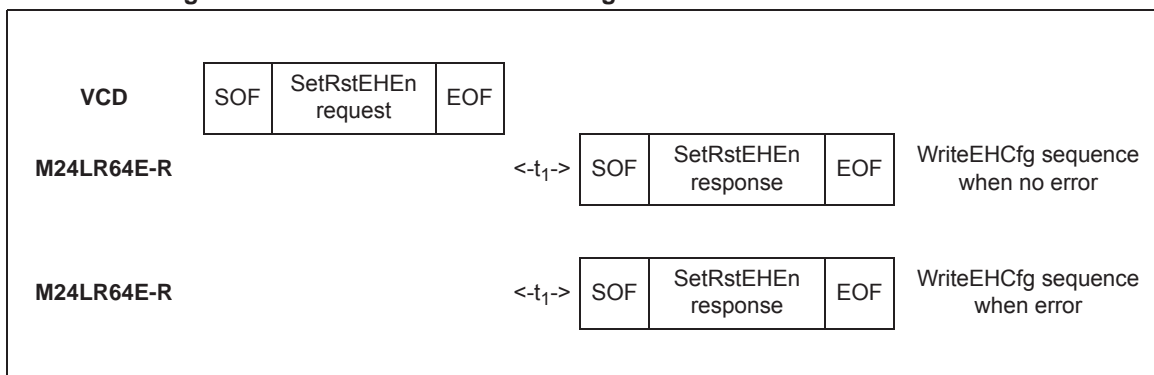 VCD SOF SetRstEHEn request EOF
M24LR64E-R <-t1-> SOF SetRstEHEn response EOF WriteEHCfg sequence when no error
M24LR64E-R <-t1-> SOF SetRstEHEn response EOF WriteEHCfg sequence when error